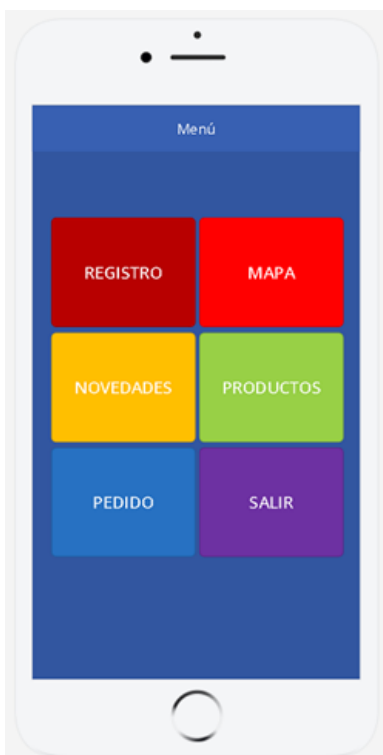 Menú
REGISTRO
MAPA
NOVEDADES
PRODUCTOS
PEDIDO
SALIR